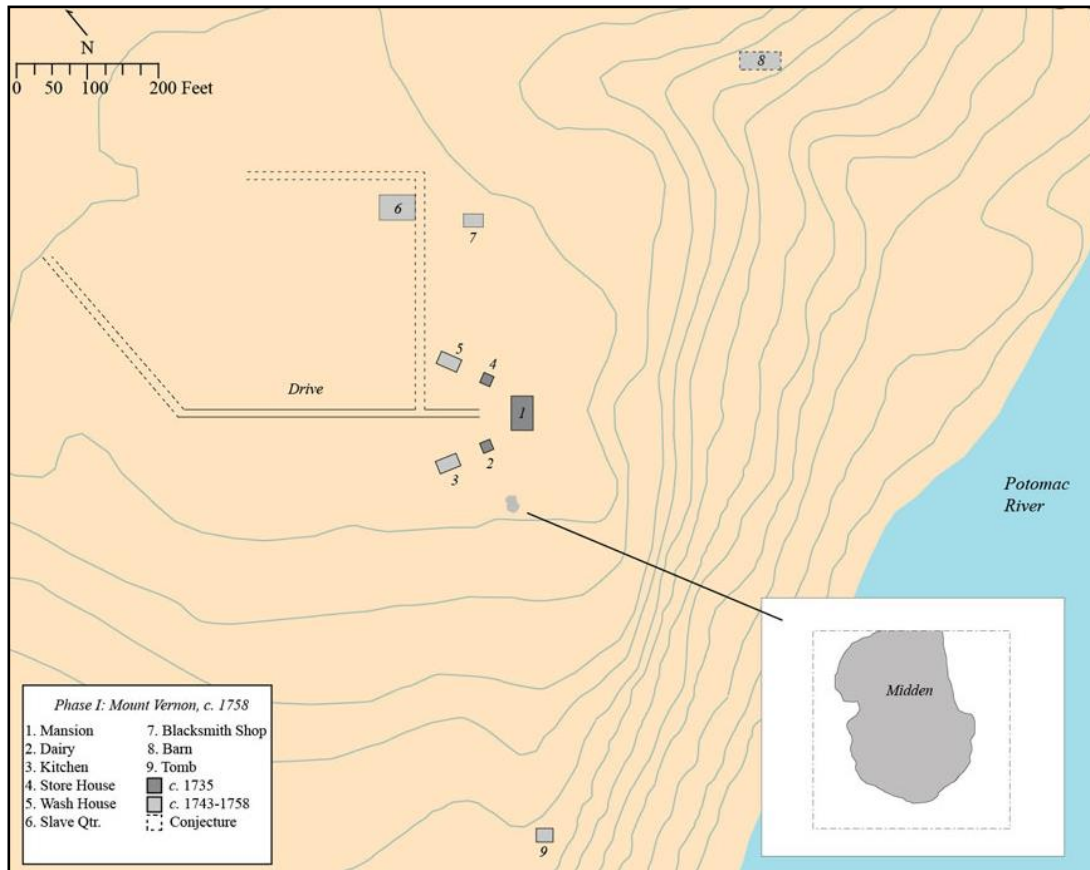 N
0 50 100 200 Feet
8
6
7
5
4
Drive
1
2
3
Potomac
River
Midden
9
Phase I: Mount Vernon, c. 1758
1. Mansion
2. Dairy
3. Kitchen
4. Store House
5. Wash House
6. Slave Qtr.
7. Blacksmith Shop
8. Barn
9. Tomb
c. 1735
c. 1743-1758
Conjecture